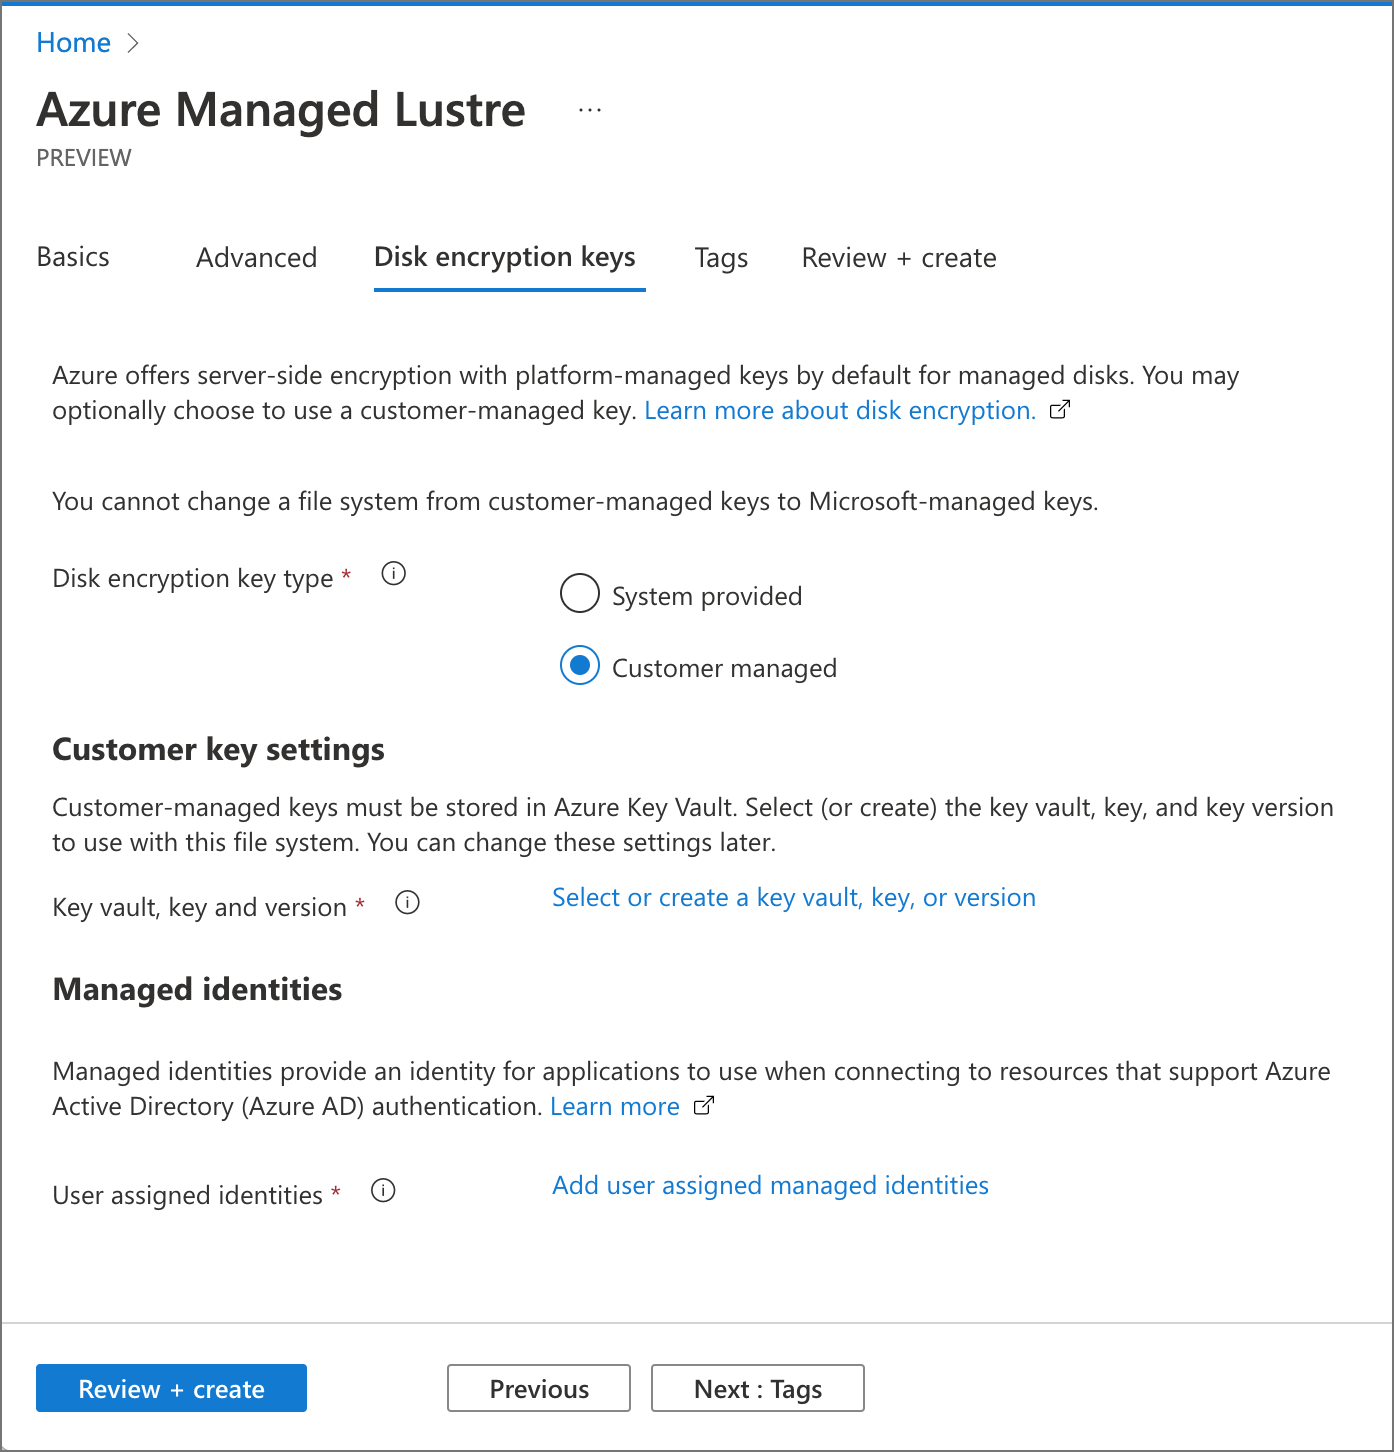 Home
Azure Managed Lustre ...
PREVIEW
Basics Advanced Disk encryption keys Tags Review + create
Azure offers server-side encryption with platform-managed keys by default for managed disks. You may
optionally choose to use a customer-managed key. Learn more about disk encryption.
You cannot change a file system from customer-managed keys to Microsoft-managed keys.
Disk encryption key type *
System provided
Customer managed
Customer key settings
Customer-managed keys must be stored in Azure Key Vault. Select (or create) the key vault, key, and key version
to use with this file system. You can change these settings later.
Key vault, key and version * Select or create a key vault, key, or version
Managed identities
Managed identities provide an identity for applications to use when connecting to resources that support Azure
Active Directory (Azure AD) authentication. Learn more
User assigned identities * Add user assigned managed identities
Review + create Previous Next : Tags